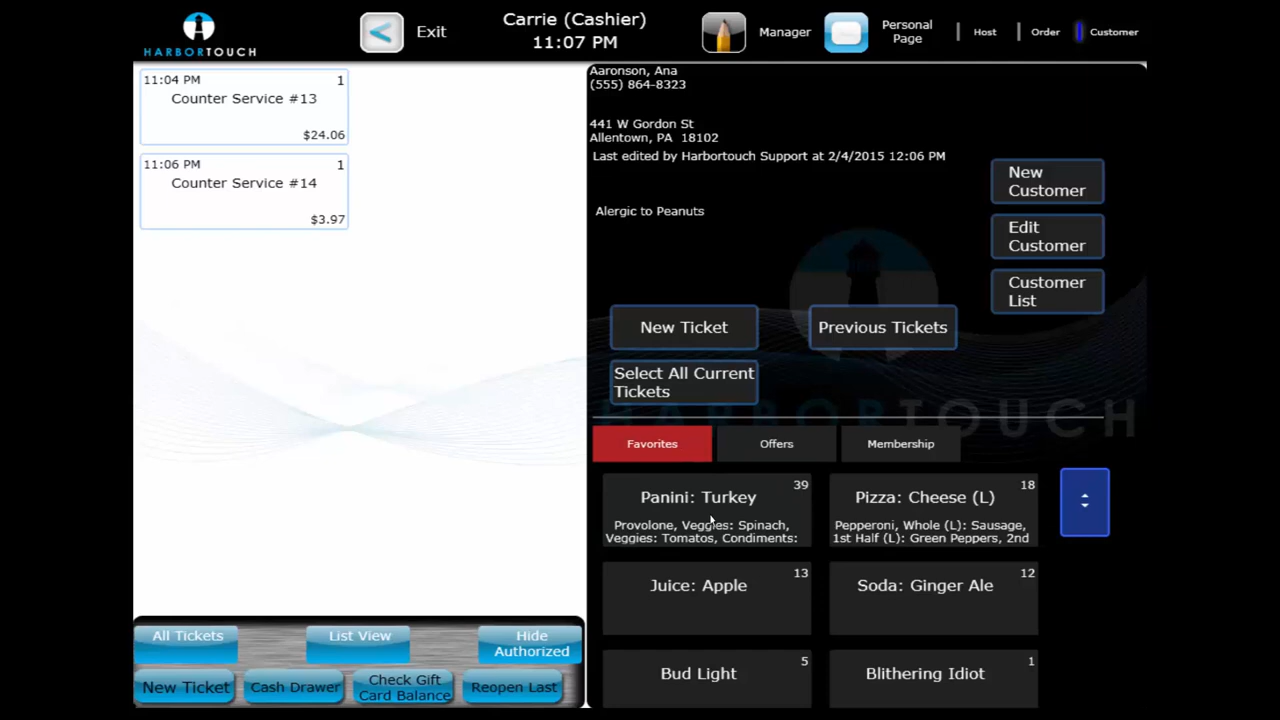 HARBORTOUCH
Exit
Carrie (Cashier)
11:07 PM
Manager
Personal
Page
Host
Order
Customer
11:04 PM 1
Counter Service #13
$24.06
11:06 PM 1
Counter Service #14
$3.97
Aaronson, Ana
(555) 864-8323
441 W Gordon St
Allentown, PA 18102
Last edited by Harbortouch Support at 2/4/2015 12:06 PM
Alergic to Peanuts
New
Customer
Edit
Customer
Customer
List
New Ticket
Previous Tickets
Select All Current
Tickets
HARBORTOUCH
Favorites
Offers
Membership
39
Panini: Turkey
Provolone, Veggies: Spinach,
Veggies: Tomatos, Condiments:
18
Pizza: Cheese (L)
Pepperoni, Whole (L): Sausage,
1st Half (L): Green Peppers, 2nd
13
Juice: Apple
12
Soda: Ginger Ale
5
Bud Light
1
Blithering Idiot
All Tickets
List View
Hide
Authorized
New Ticket
Cash Drawer
Check Gift
Card Balance
Reopen Last